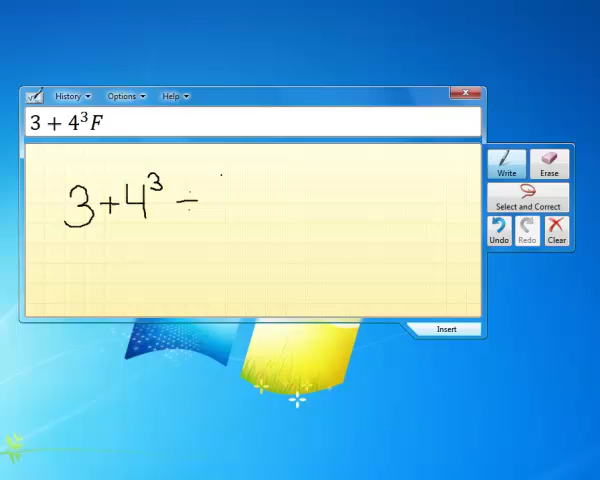 History Options Help
3 + 4³F
3+4³ ÷
Write Erase
Select and Correct
Undo Redo Clear
Insert